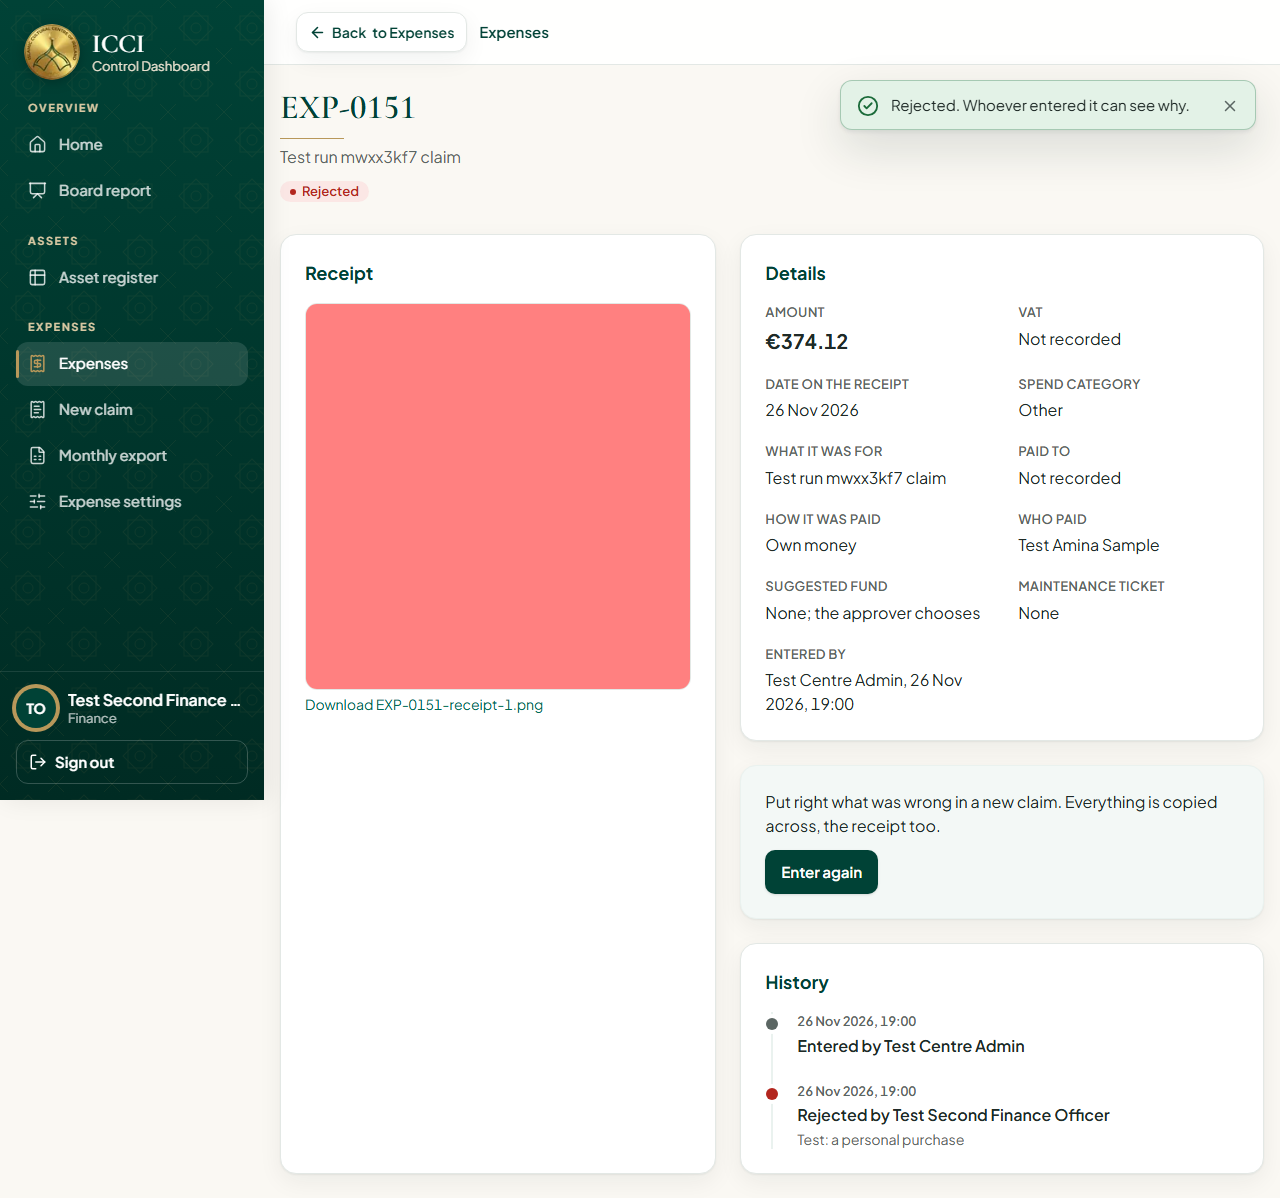 ICCI
Control Dashboard
OVERVIEW
Home
Board report
ASSETS
Asset register
EXPENSES
Expenses
New claim
Monthly export
Expense settings
TO
Test Second Finance ...
Finance
Sign out
Back to Expenses
Expenses
EXP-0151
Test run mwxx3kf7 claim
Rejected
Rejected. Whoever entered it can see why.
Receipt
Download EXP-0151-receipt-1.png
Details
AMOUNT
€374.12
VAT
Not recorded
DATE ON THE RECEIPT
26 Nov 2026
SPEND CATEGORY
Other
WHAT IT WAS FOR
Test run mwxx3kf7 claim
PAID TO
Not recorded
HOW IT WAS PAID
Own money
WHO PAID
Test Amina Sample
SUGGESTED FUND
None; the approver chooses
MAINTENANCE TICKET
None
ENTERED BY
Test Centre Admin, 26 Nov
2026, 19:00
Put right what was wrong in a new claim. Everything is copied
across, the receipt too.
Enter again
History
26 Nov 2026, 19:00
Entered by Test Centre Admin
26 Nov 2026, 19:00
Rejected by Test Second Finance Officer
Test: a personal purchase